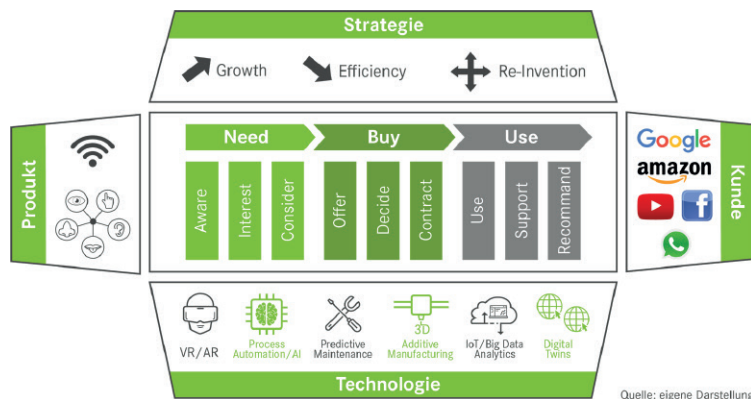 Strategie
Growth
Efficiency
Re-Invention
Produkt
Need
Buy
Use
Aware
Interest
Consider
Offer
Decide
Contract
Use
Support
Recommand
Google
amazon
Kunde
VR/AR
Process
Automation/AI
Predictive
Maintenance
3D
Additive
Manufacturing
IoT/Big Data
Analytics
Digital
Twins
Technologie
Quelle: eigene Darstellung